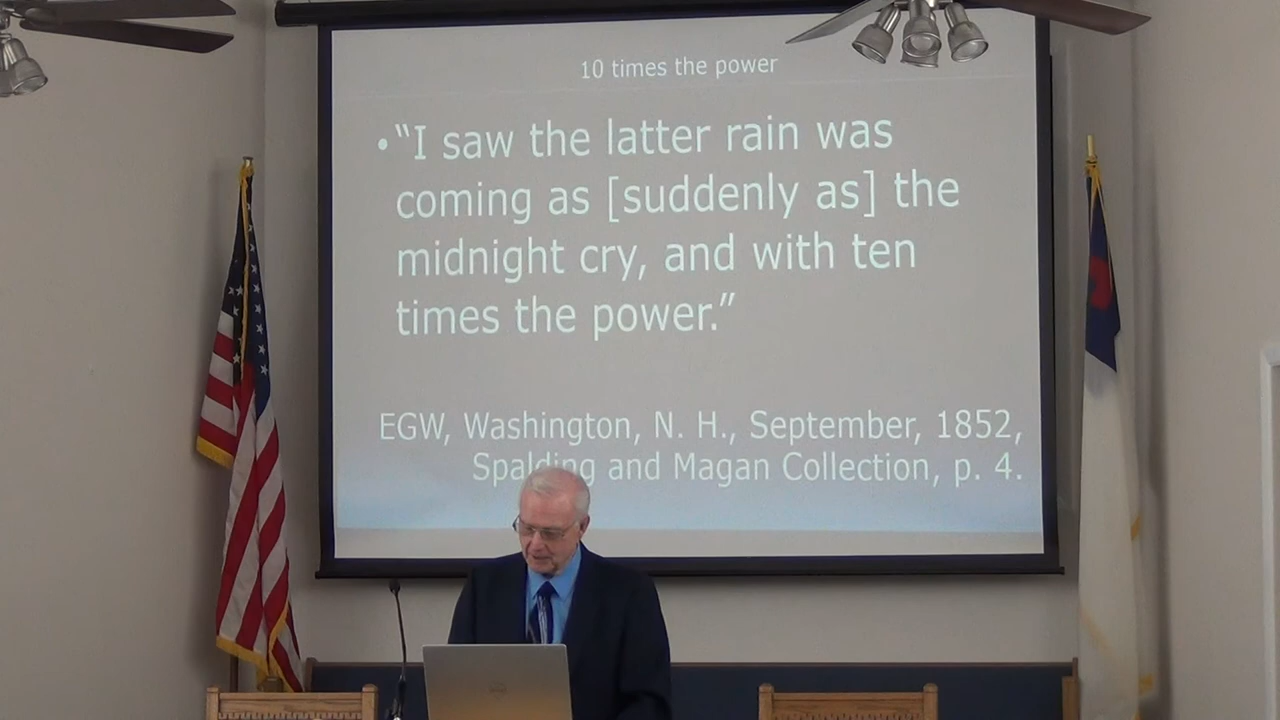 10 times the power
•“I saw the latter rain was
coming as [suddenly as] the
midnight cry, and with ten
times the power.”
EGW, Washington, N. H., September, 1852,
Spalding and Magan Collection, p. 4.